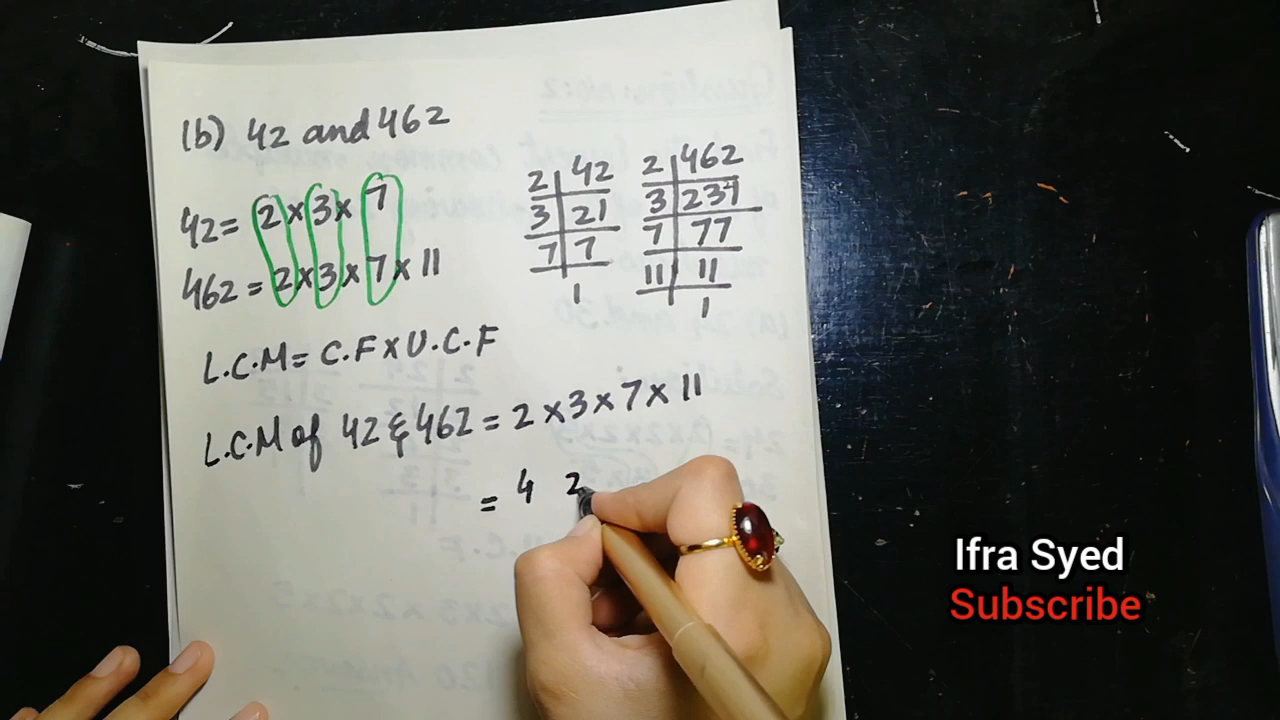 (b) 42 and 462
42= 2 x 3 x 7
462 = 2 x 3 x 7 x 11
2 | 42
3 | 21
7 | 7
1
2 | 462
3 | 231
7 | 77
11 | 11
1
L.C.M = C.F x U.C.F
L.C.M of 42 & 462 = 2 x 3 x 7 x 11
= 4 2
Ifra Syed
Subscribe